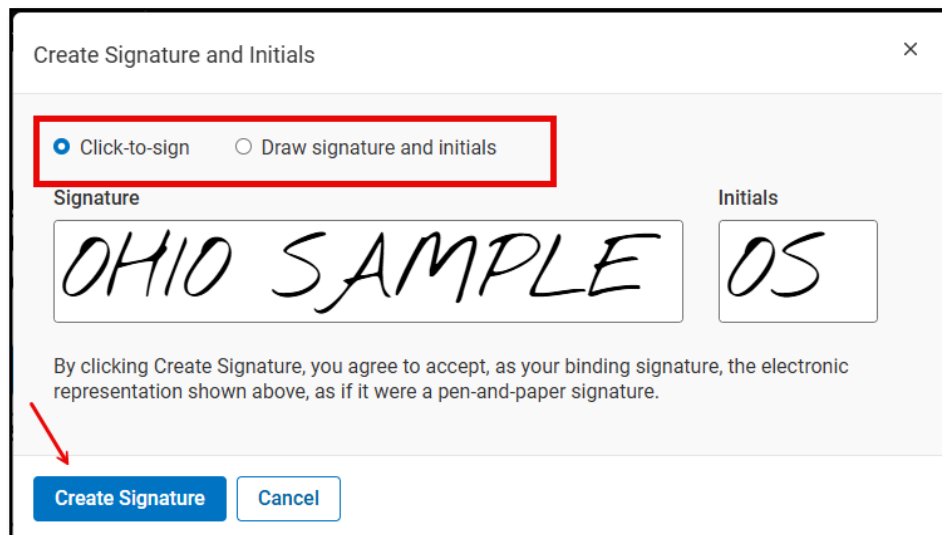 Create Signature and Initials
Click-to-sign Draw signature and initials
Signature Initials
OHIO SAMPLE OS
By clicking Create Signature, you agree to accept, as your binding signature, the electronic
representation shown above, as if it were a pen-and-paper signature.
Create Signature Cancel